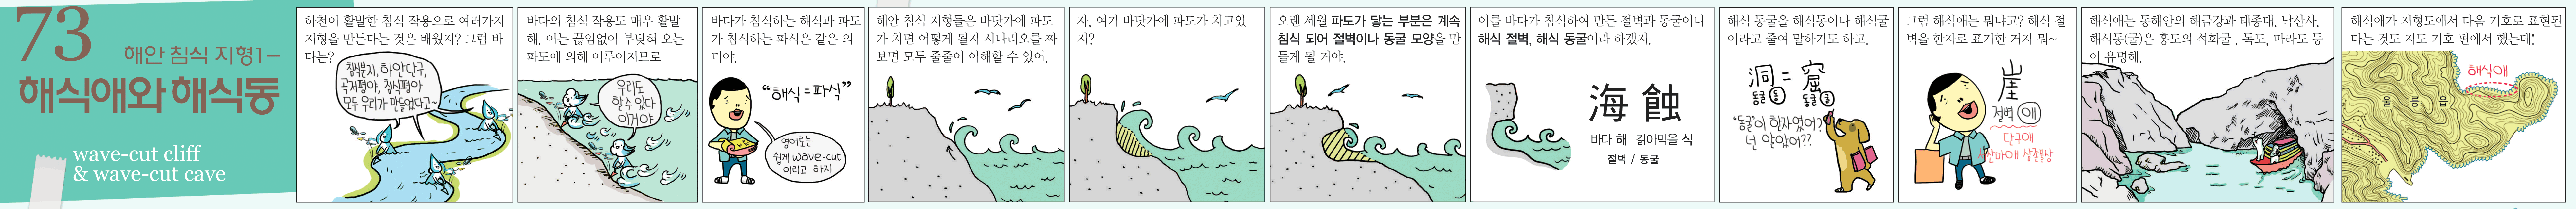 73
해안 침식 지형1 –
해식애와 해식동
wave-cut cliff
& wave-cut cave
하천이 활발한 침식 작용으로 여러가지
지형을 만든다는 것은 배웠지? 그럼 바
다는?
침식분지, 하안단구,
곡저평야, 침식평야
모두 우리가 만들었다고~
바다의 침식 작용도 매우 활발
해. 이는 끊임없이 부딪혀 오는
파도에 의해 이루어지므로
우리도
할 수 있다
이거야
바다가 침식하는 해식과 파도
가 침식하는 파식은 같은 의
미야.
“해식=파식”
영어로는
쉽게 wave-cut
이라고 하지
해안 침식 지형들은 바닷가에 파도
가 치면 어떻게 될지 시나리오를 짜
보면 모두 줄줄이 이해할 수 있어.
자, 여기 바닷가에 파도가 치고있
지?
오랜 세월 파도가 닿는 부분은 계속
침식 되어 절벽이나 동굴 모양을 만
들게 될 거야.
이를 바다가 침식하여 만든 절벽과 동굴이니
해식 절벽, 해식 동굴이라 하겠지.
海 蝕
바다 해 갉아먹을 식
절벽 / 동굴
해식 동굴을 해식동이나 해식굴
이라고 줄여 말하기도 하고.
洞 = 窟
동굴 동 동굴 굴
‘동굴’이 한자였어?
넌 알았어??
그럼 해식애는 뭐냐고? 해식 절
벽을 한자로 표기한 거지 뭐~
崖
절벽 애
단구애
마애 삼존불상
해식애는 동해안의 해금강과 태종대, 낙산사,
해식동(굴)은 홍도의 석화굴 , 독도, 마라도 등
이 유명해.
해식애가 지형도에서 다음 기호로 표현된
다는 것도 지도 기호 편에서 했는데!
해식애
울 릉 읍